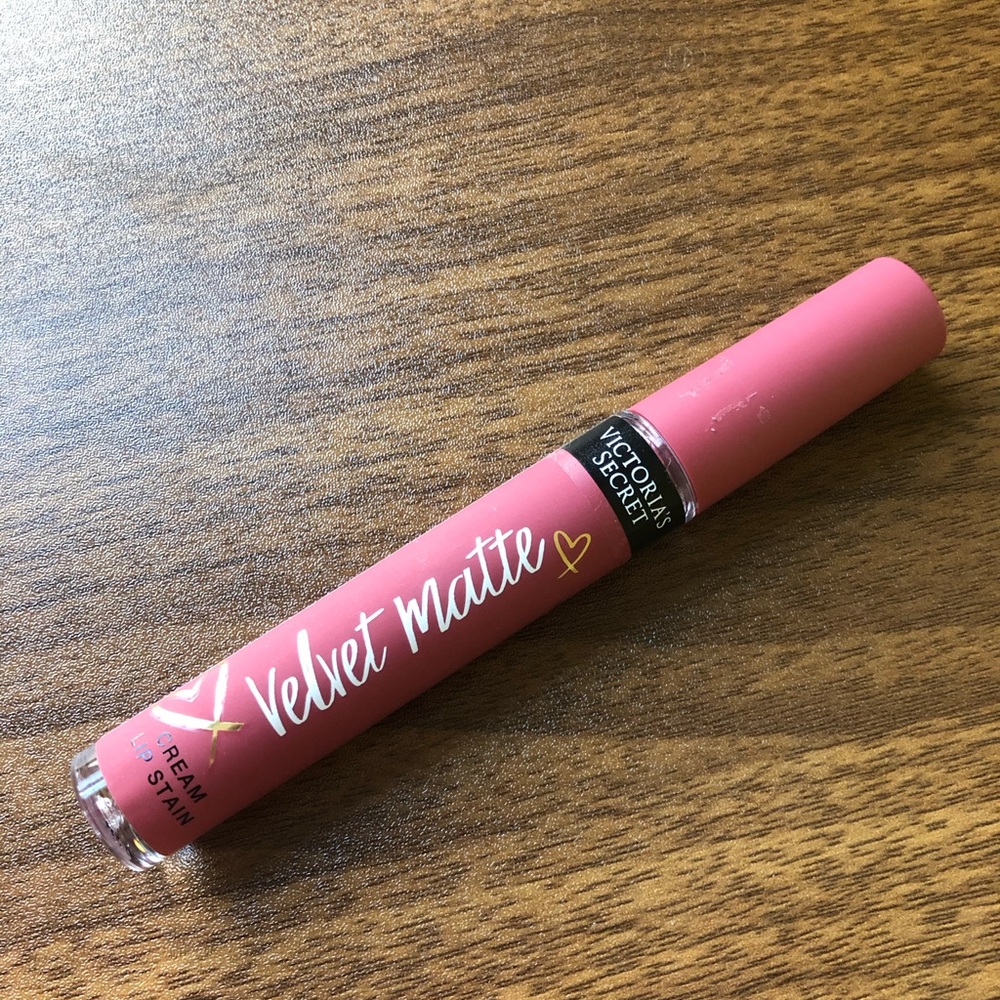 VICTORIA'S
SECRET
Velvet Matte
CREAM
LIP STAIN